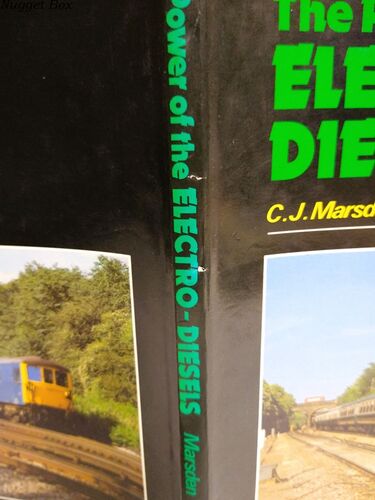 Nugget Box
Power of the ELECTRO-DIESELS Marsden
The P
ELE
DIE
C.J. Marsd